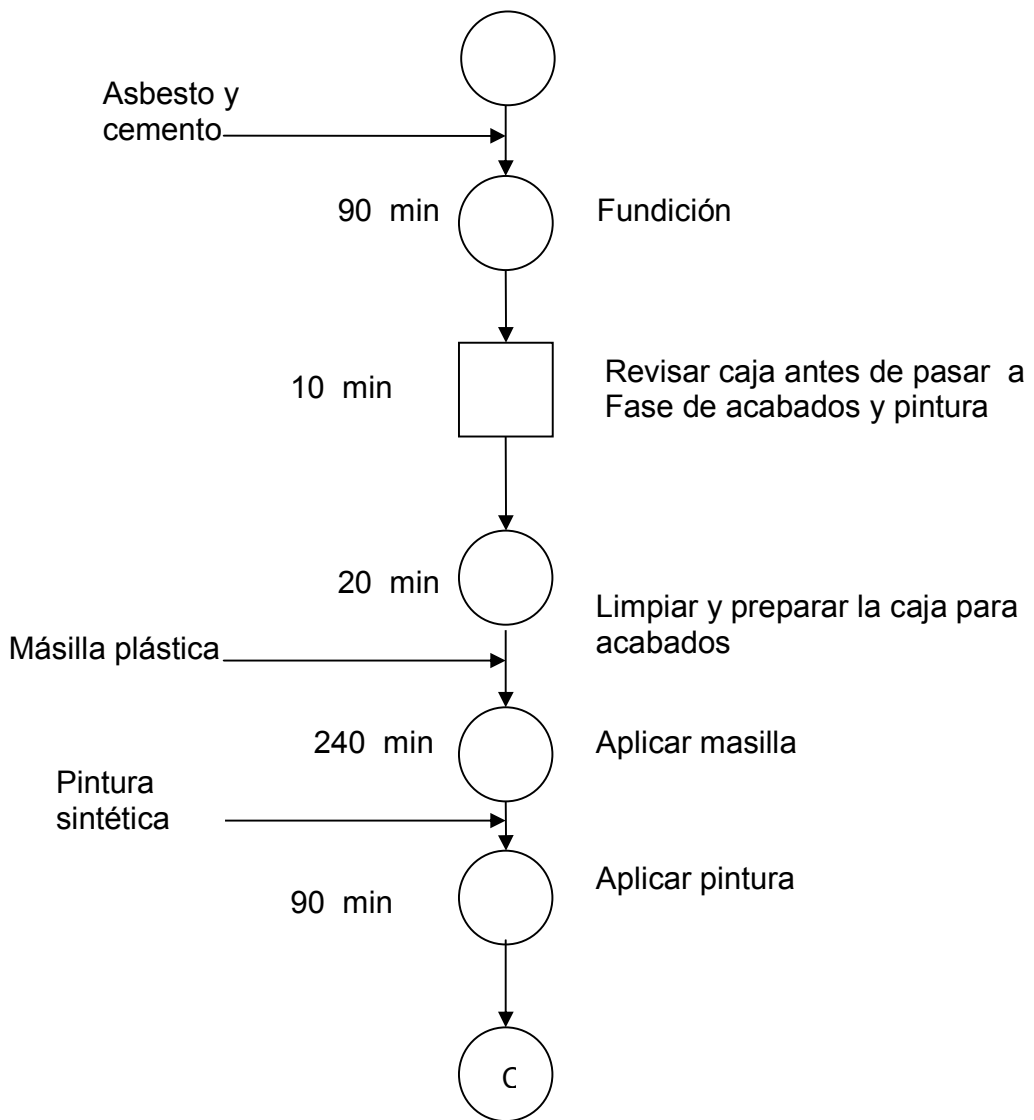 Asbesto y
cemento
90 min
Fundición
10 min
Revisar caja antes de pasar a
Fase de acabados y pintura
20 min
Limpiar y preparar la caja para
acabados
Másilla plástica
240 min
Aplicar masilla
Pintura
sintética
Aplicar pintura
90 min
C